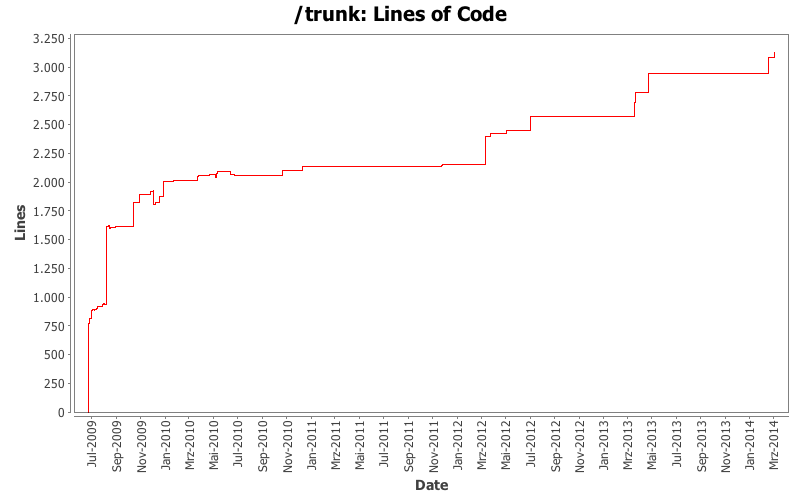 /trunk: Lines of Code
3.250
3.000
2.750
2.500
2.250
2.000
1.750
1.500
1.250
1.000
750
500
250
0
Lines
Jul-2009
Sep-2009
Nov-2009
Jan-2010
Mrz-2010
Mai-2010
Jul-2010
Sep-2010
Nov-2010
Jan-2011
Mrz-2011
Mai-2011
Jul-2011
Sep-2011
Nov-2011
Jan-2012
Mrz-2012
Mai-2012
Jul-2012
Sep-2012
Nov-2012
Jan-2013
Mrz-2013
Mai-2013
Jul-2013
Sep-2013
Nov-2013
Jan-2014
Mrz-2014
Date